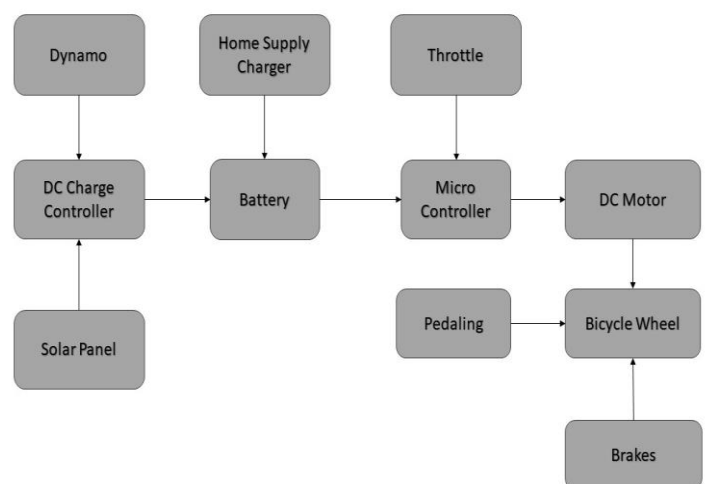 Dynamo
Home Supply
Charger
Throttle
DC Charge
Controller
Battery
Micro
Controller
DC Motor
Solar Panel
Pedaling
Bicycle Wheel
Brakes